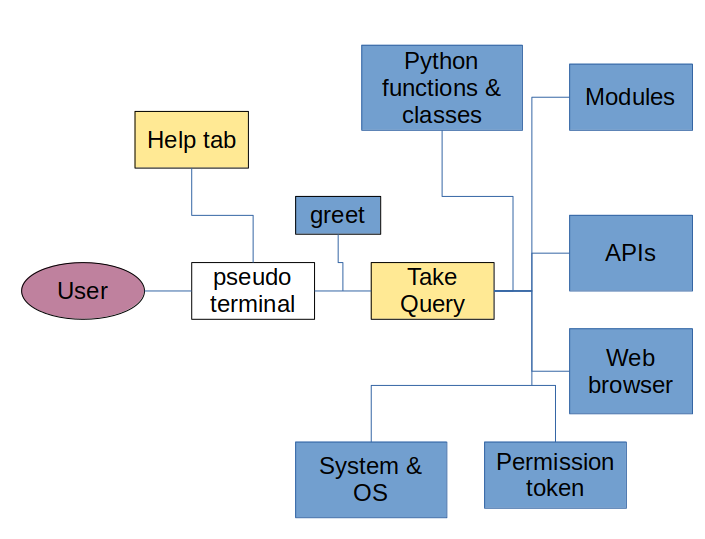 Python
functions &
classes
Modules
Help tab
greet
User
pseudo
terminal
Take
Query
APIs
Web
browser
System &
OS
Permission
token